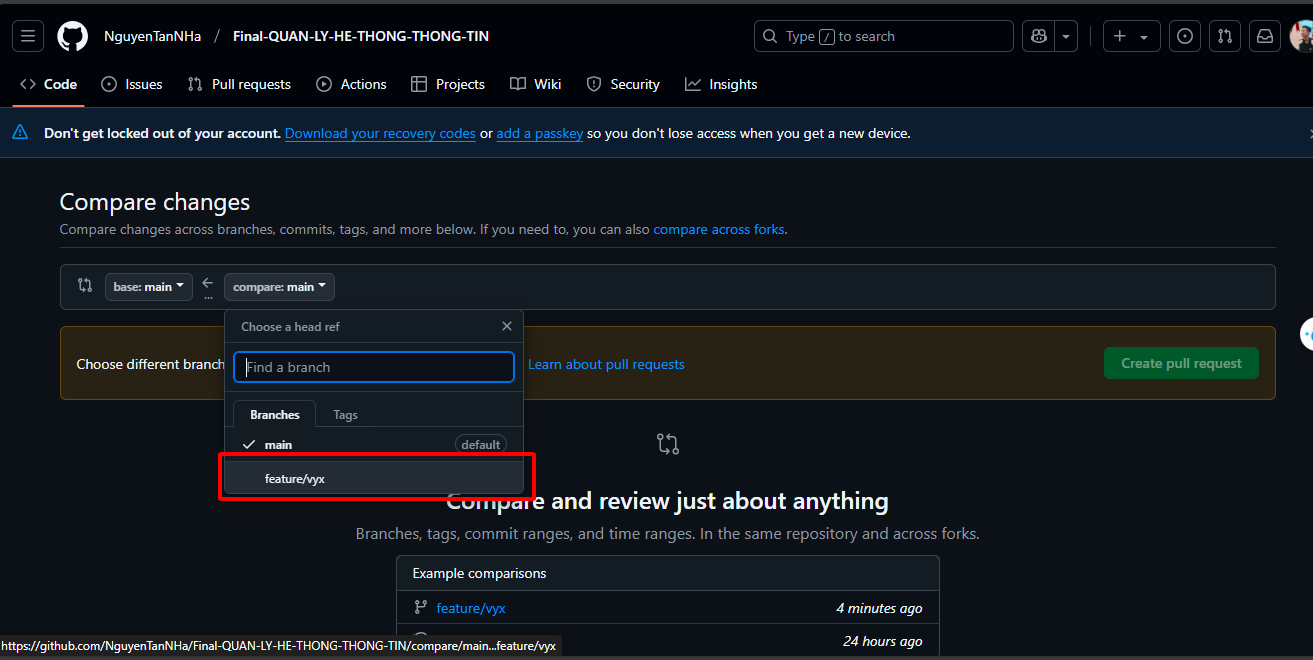 NguyenTanNHa / Final-QUAN-LY-HE-THONG-THONG-TIN Type / to search
Code Issues Pull requests Actions Projects Wiki Security Insights
Don't get locked out of your account. Download your recovery codes or add a passkey so you don't lose access when you get a new device.
Compare changes
Compare changes across branches, commits, tags, and more below. If you need to, you can also compare across forks.
base: main ... compare: main
Choose a head ref
Find a branch
Choose different branch Learn about pull requests Create pull request
Branches Tags
main default
feature/vyx
Compare and review just about anything
Branches, tags, commit ranges, and time ranges. In the same repository and across forks.
Example comparisons
feature/vyx 4 minutes ago
24 hours ago
https://github.com/NguyenTanNHa/Final-QUAN-LY-HE-THONG-THONG-TIN/compare/main...feature/vyx